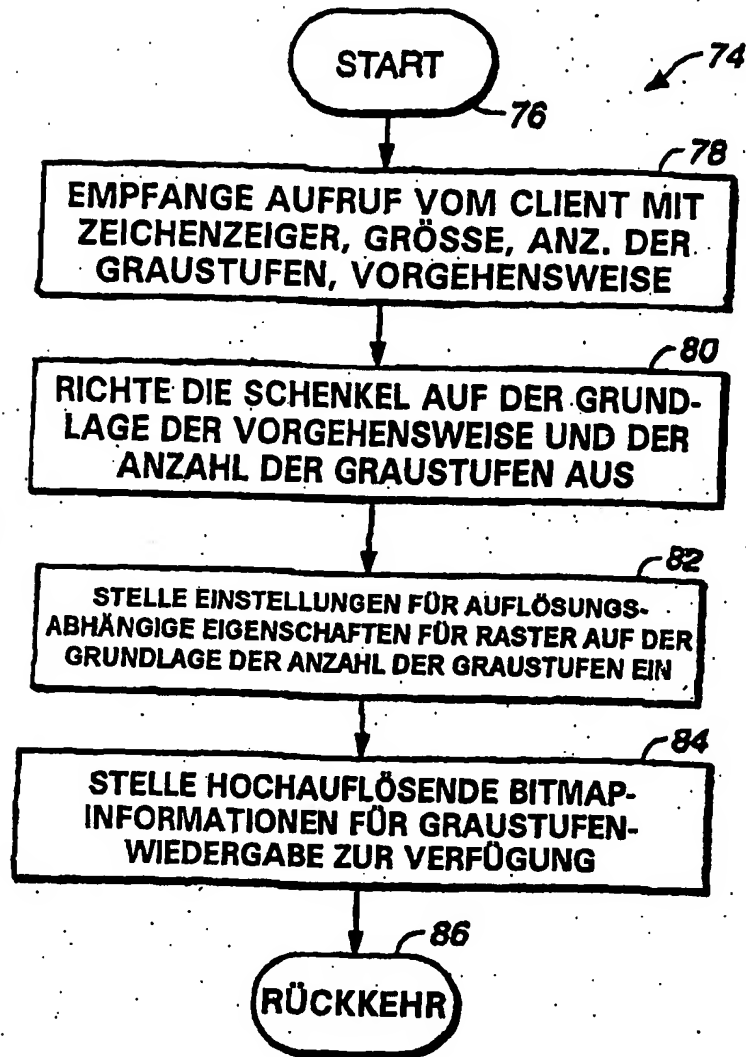 START
74
76
78
EMPFANGE AUFRUF VOM CLIENT MIT
ZEICHENZEIGER, GRÖSSE, ANZ. DER
GRAUSTUFEN, VORGEHENSWEISE
80
RICHTE DIE SCHENKEL AUF DER GRUND-
LAGE DER VORGEHENSWEISE UND DER
ANZAHL DER GRAUSTUFEN AUS
82
STELLE EINSTELLUNGEN FÜR AUFLÖSUNGS-
ABHÄNGIGE EIGENSCHAFTEN FÜR RASTER AUF DER
GRUNDLAGE DER ANZAHL DER GRAUSTUFEN EIN
84
STELLE HOCHAUFLÖSENDE BITMAP-
INFORMATIONEN FÜR GRAUSTUFEN-
WIEDERGABE ZUR VERFÜGUNG
86
RÜCKKEHR